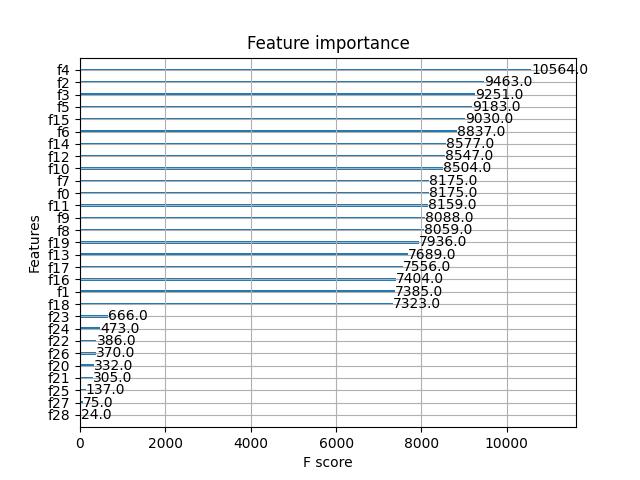 Feature importance
f4 10564.0
f2 9463.0
f3 9251.0
f5 9183.0
f15 9030.0
f6 8837.0
f14 8577.0
f12 8547.0
f10 8504.0
f7 8175.0
f0 8175.0
f11 8159.0
f9 8088.0
f8 8059.0
f19 7936.0
f13 7689.0
f17 7556.0
f16 7404.0
f1 7385.0
f18 7323.0
f23 666.0
f24 473.0
f22 386.0
f26 370.0
f20 332.0
f21 305.0
f25 137.0
f27 75.0
f28 24.0
Features
0 2000 4000 6000 8000 10000
F score